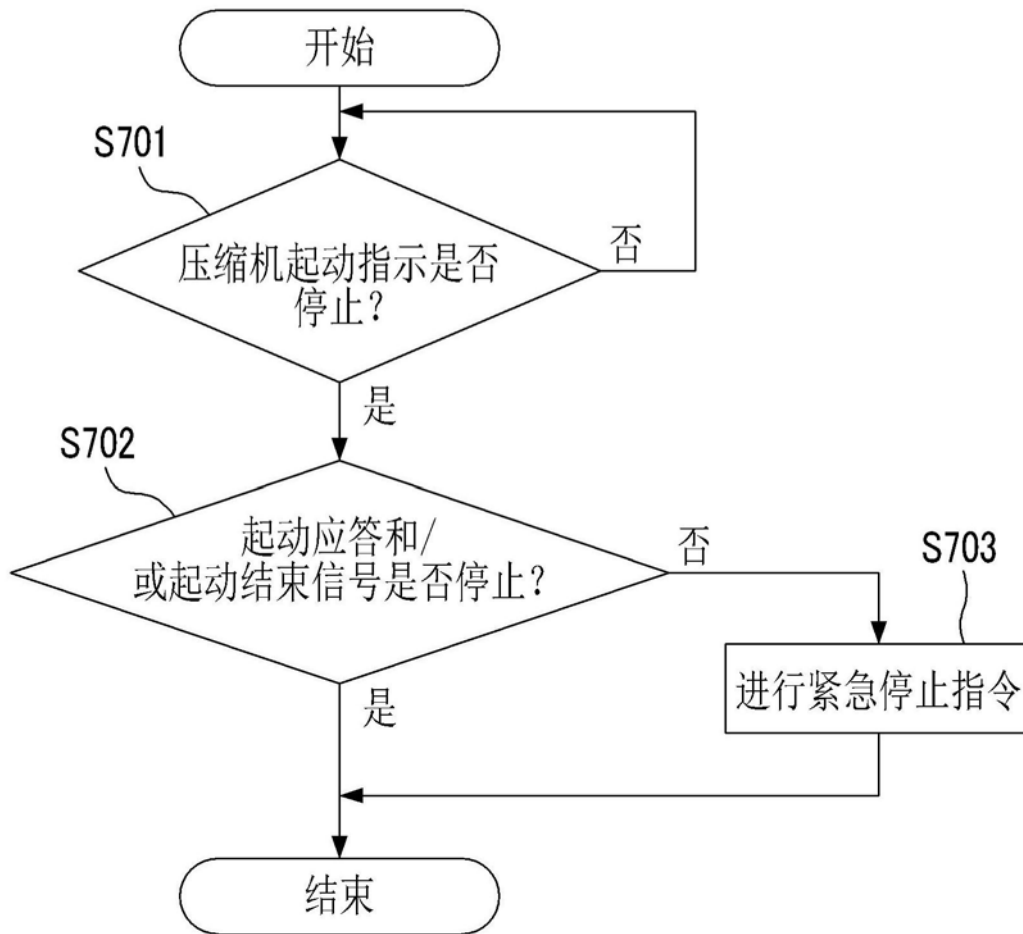 开始
S701
压缩机起动指示是否
停止?
否
是
S702
起动应答和/
或起动结束信号是否停止?
否
S703
进行紧急停止指令
是
结束